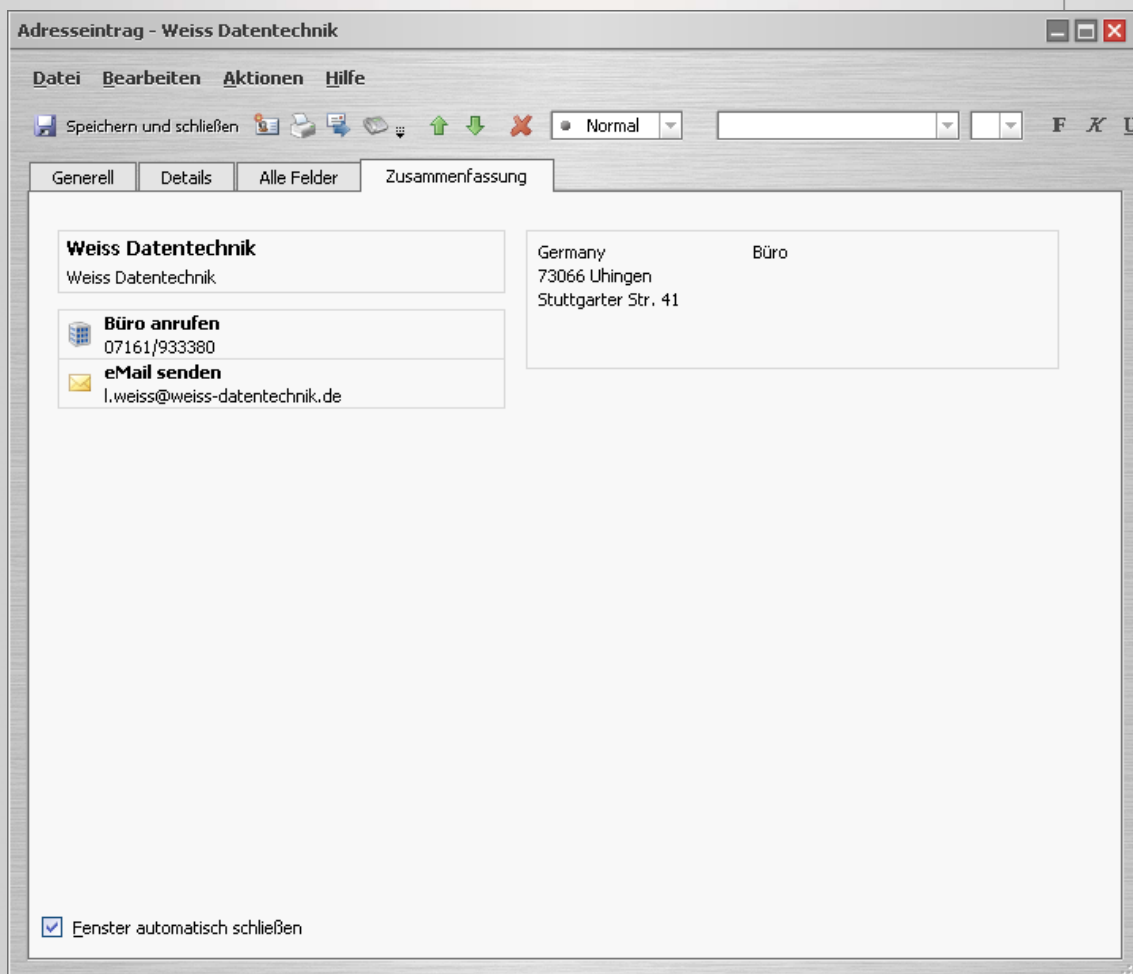 Adresseintrag - Weiss Datentechnik
Datei Bearbeiten Aktionen Hilfe
Speichern und schließen Normal F K U
Generell Details Alle Felder Zusammenfassung
Weiss Datentechnik
Weiss Datentechnik
Büro anrufen
07161/933380
eMail senden
l.weiss@weiss-datentechnik.de
Germany Büro
73066 Uhingen
Stuttgarter Str. 41
Fenster automatisch schließen